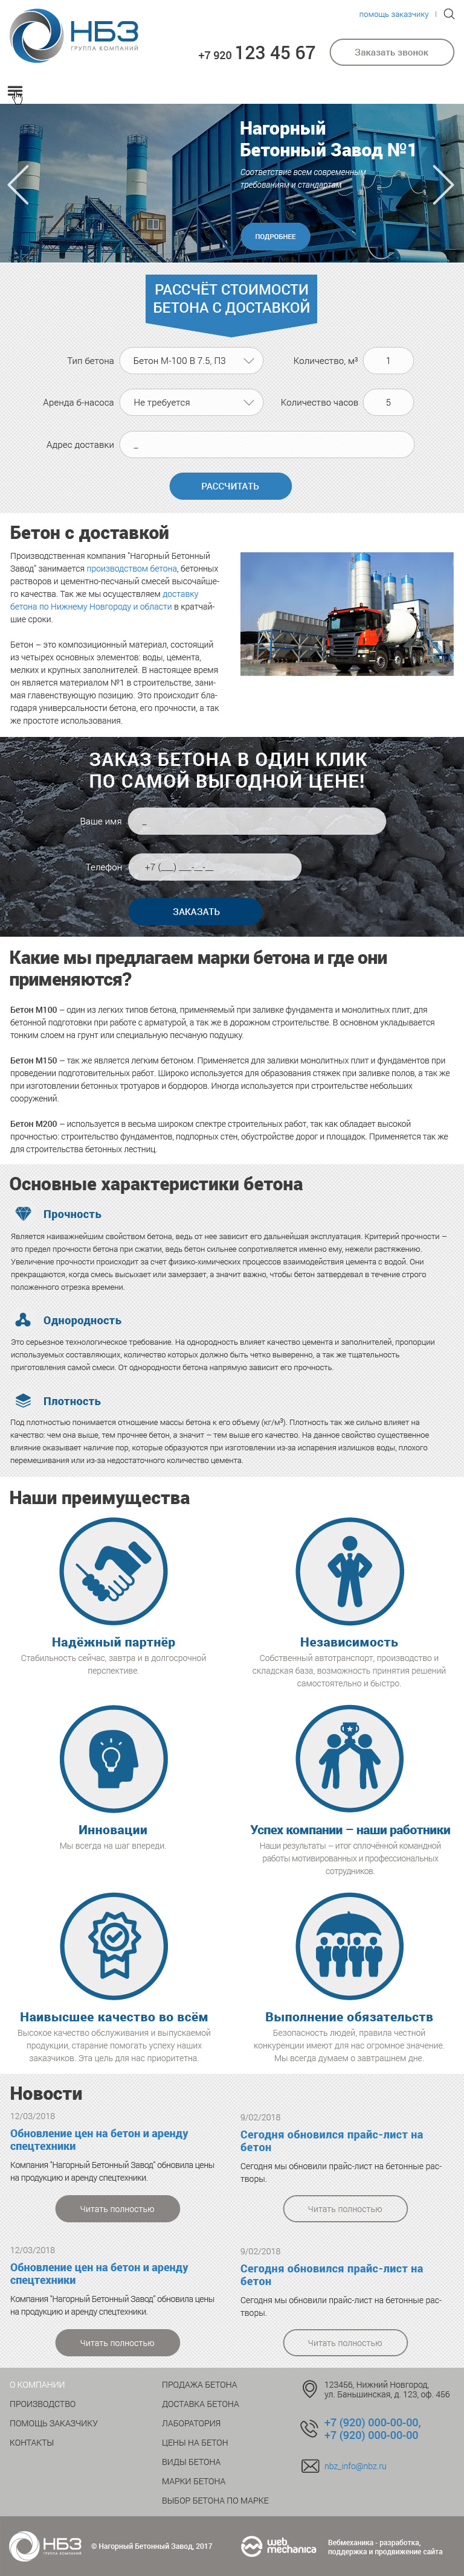 НБЗ
ГРУППА КОМПАНИЙ
помощь заказчику
+7 920 123 45 67
Заказать звонок
Нагорный
Бетонный Завод №1
Соответствие всем современным
требованиям и стандартам
ПОДРОБНЕЕ
РАССЧЁТ СТОИМОСТИ
БЕТОНА С ДОСТАВКОЙ
Тип бетона
Бетон М-100 В 7.5, П3
Количество, м³
1
Аренда б-насоса
Не требуется
Количество часов
5
Адрес доставки
_
РАССЧИТАТЬ
Бетон с доставкой
Производственная компания "Нагорный Бетонный
Завод" занимается производством бетона, бетонных
растворов и цементно-песчаный смесей высочайше-
го качества. Так же мы осуществляем доставку
бетона по Нижнему Новгороду и области в кратчай-
шие сроки.
Бетон – это композиционный материал, состоящий
из четырех основных элементов: воды, цемента,
мелких и крупных заполнителей. В настоящее время
он является материалом №1 в строительстве, зани-
мая главенствующую позицию. Это происходит бла-
годаря универсальности бетона, его прочности, а так
же простоте использования.
ЗАКАЗ БЕТОНА В ОДИН КЛИК
ПО САМОЙ ВЫГОДНОЙ ЦЕНЕ!
Ваше имя
_
Телефон
+7 (___) ___-__-__
ЗАКАЗАТЬ
Какие мы предлагаем марки бетона и где они
применяются?
Бетон М100 – один из легких типов бетона, применяемый при заливке фундамента и монолитных плит, для
бетонной подготовки при работе с арматурой, а так же в дорожном строительстве. В основном укладывается
тонким слоем на грунт или специальную песчаную подушку.
Бетон М150 – так же является легким бетоном. Применяется для заливки монолитных плит и фундаментов при
проведении подготовительных работ. Широко используется для образования стяжек при заливке полов, а так же
при изготовлении бетонных тротуаров и бордюров. Иногда используется при строительстве небольших
сооружений.
Бетон М200 – используется в весьма широком спектре строительных работ, так как обладает высокой
прочностью: строительство фундаментов, подпорных стен, обустройство дорог и площадок. Применяется так же
для строительства бетонных лестниц.
Основные характеристики бетона
Прочность
Является наиважнейшим свойством бетона, ведь от нее зависит его дальнейшая эксплуатация. Критерий прочности –
это предел прочности бетона при сжатии, ведь бетон сильнее сопротивляется именно ему, нежели растяжению.
Увеличение прочности происходит за счет физико-химических процессов взаимодействия цемента с водой. Они
прекращаются, когда смесь высыхает или замерзает, а значит важно, чтобы бетон затвердевал в течение строго
положенного отрезка времени.
Однородность
Это серьезное технологическое требование. На однородность влияет качество цемента и заполнителей, пропорции
используемых составляющих, количество которых должно быть четко выверенно, а так же тщательность
приготовления самой смеси. От однородности бетона напрямую зависит его прочность.
Плотность
Под плотностью понимается отношение массы бетона к его объему (кг/м³). Плотность так же сильно влияет на
качество: чем она выше, тем прочнее бетон, а значит – тем выше его качество. На данное свойство существенное
влияние оказывает наличие пор, которые образуются при изготовлении из-за испарения излишков воды, плохого
перемешивания или из-за недостаточного количество цемента.
Наши преимущества
Надёжный партнёр
Стабильность сейчас, завтра и в долгосрочной
перспективе.
Независимость
Собственный автотранспорт, производство и
складская база, возможность принятия решений
самостоятельно и быстро.
Инновации
Мы всегда на шаг впереди.
Успех компании – наши работники
Наши результаты – итог сплочённой командной
работы мотивированных и профессиональных
сотрудников.
Наивысшее качество во всём
Высокое качество обслуживания и выпускаемой
продукции, старание помогать успеху наших
заказчиков. Эта цель для нас приоритетна.
Выполнение обязательств
Безопасность людей, правила честной
конкуренции имеют для нас огромное значение.
Мы всегда думаем о завтрашнем дне.
Новости
12/03/2018
Обновление цен на бетон и аренду
спецтехники
Компания "Нагорный Бетонный Завод" обновила цены
на продукцию и аренду спецтехники.
Читать полностью
9/02/2018
Сегодня обновился прайс-лист на
бетон
Сегодня мы обновили прайс-лист на бетонные рас-
творы.
Читать полностью
12/03/2018
Обновление цен на бетон и аренду
спецтехники
Компания "Нагорный Бетонный Завод" обновила цены
на продукцию и аренду спецтехники.
Читать полностью
9/02/2018
Сегодня обновился прайс-лист на
бетон
Сегодня мы обновили прайс-лист на бетонные рас-
творы.
Читать полностью
О КОМПАНИИ
ПРОИЗВОДСТВО
ПОМОЩЬ ЗАКАЗЧИКУ
КОНТАКТЫ
ПРОДАЖА БЕТОНА
ДОСТАВКА БЕТОНА
ЛАБОРАТОРИЯ
ЦЕНЫ НА БЕТОН
ВИДЫ БЕТОНА
МАРКИ БЕТОНА
ВЫБОР БЕТОНА ПО МАРКЕ
123456, Нижний Новгород,
ул. Баньшинская, д. 123, оф. 456
+7 (920) 000-00-00,
+7 (920) 000-00-00
nbz_info@nbz.ru
НБЗ
ГРУППА КОМПАНИЙ
© Нагорный Бетонный Завод, 2017
web
mechanica
Вебмеханика - разработка,
поддержка и продвижение сайта